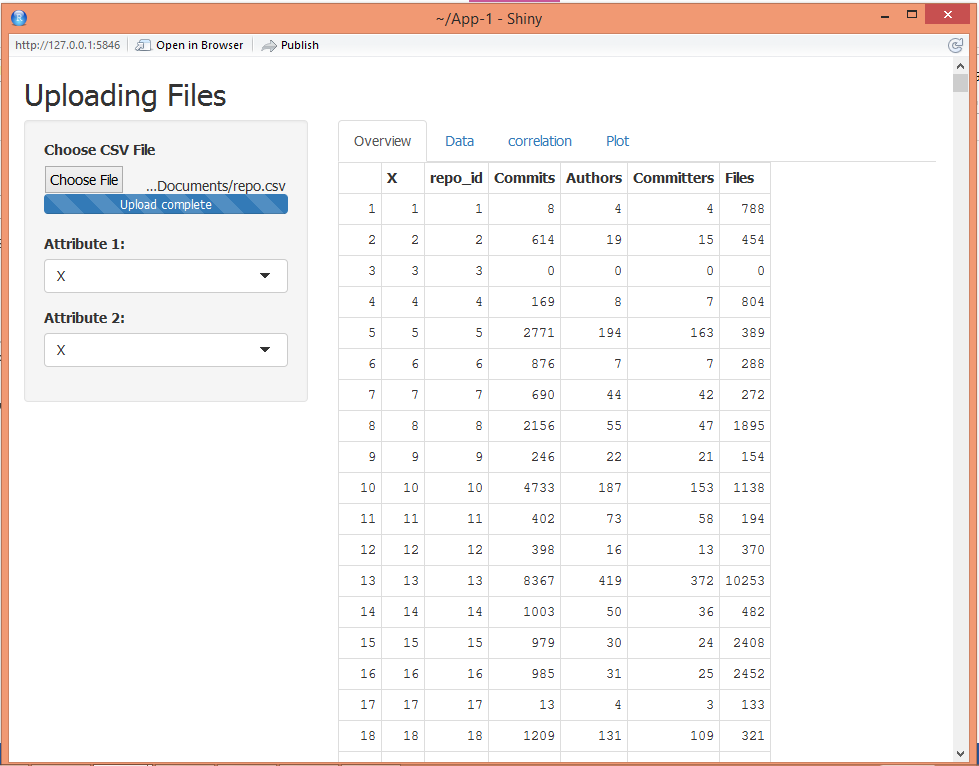 ~/App-1 - Shiny
http://127.0.0.1:5846 Open in Browser Publish
Uploading Files
Choose CSV File
Choose File ...Documents/repo.csv
Upload complete
Attribute 1:
X
Attribute 2:
X
Overview Data correlation Plot
X repo_id Commits Authors Committers Files
1 1 1 8 4 4 788
2 2 2 614 19 15 454
3 3 3 0 0 0 0
4 4 4 169 8 7 804
5 5 5 2771 194 163 389
6 6 6 876 7 7 288
7 7 7 690 44 42 272
8 8 8 2156 55 47 1895
9 9 9 246 22 21 154
10 10 10 4733 187 153 1138
11 11 11 402 73 58 194
12 12 12 398 16 13 370
13 13 13 8367 419 372 10253
14 14 14 1003 50 36 482
15 15 15 979 30 24 2408
16 16 16 985 31 25 2452
17 17 17 13 4 3 133
18 18 18 1209 131 109 321